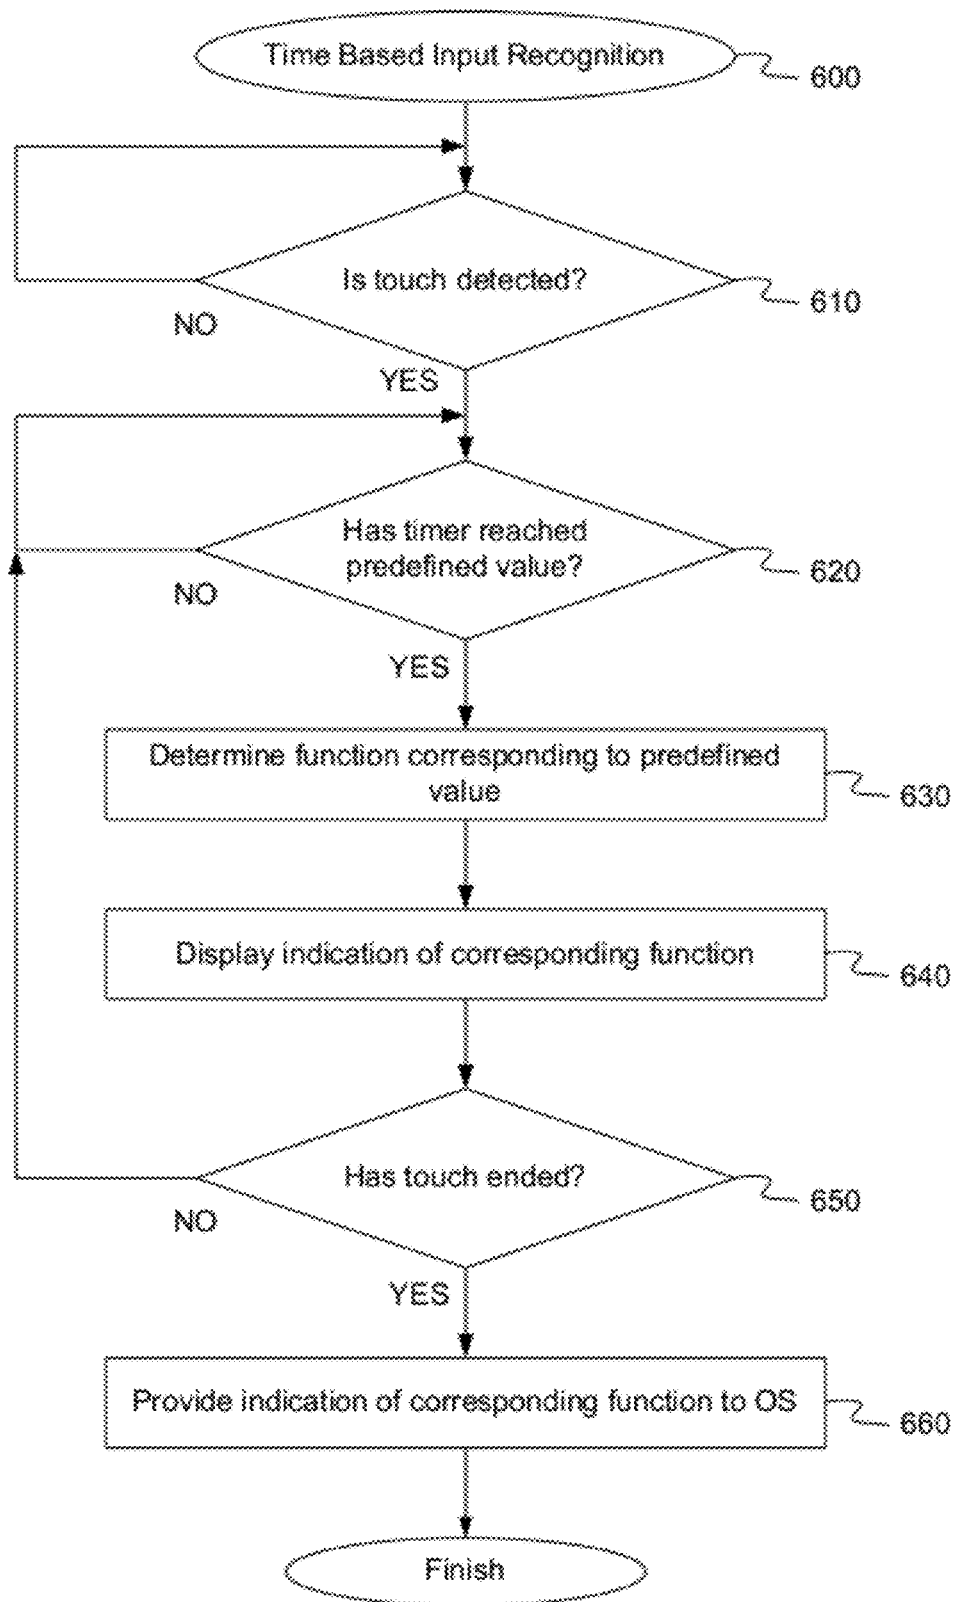 Time Based Input Recognition
600
Is touch detected?
610
NO
YES
Has timer reached
predefined value?
620
NO
YES
Determine function corresponding to predefined
value
630
Display indication of corresponding function
640
Has touch ended?
650
NO
YES
Provide indication of corresponding function to OS
660
Finish